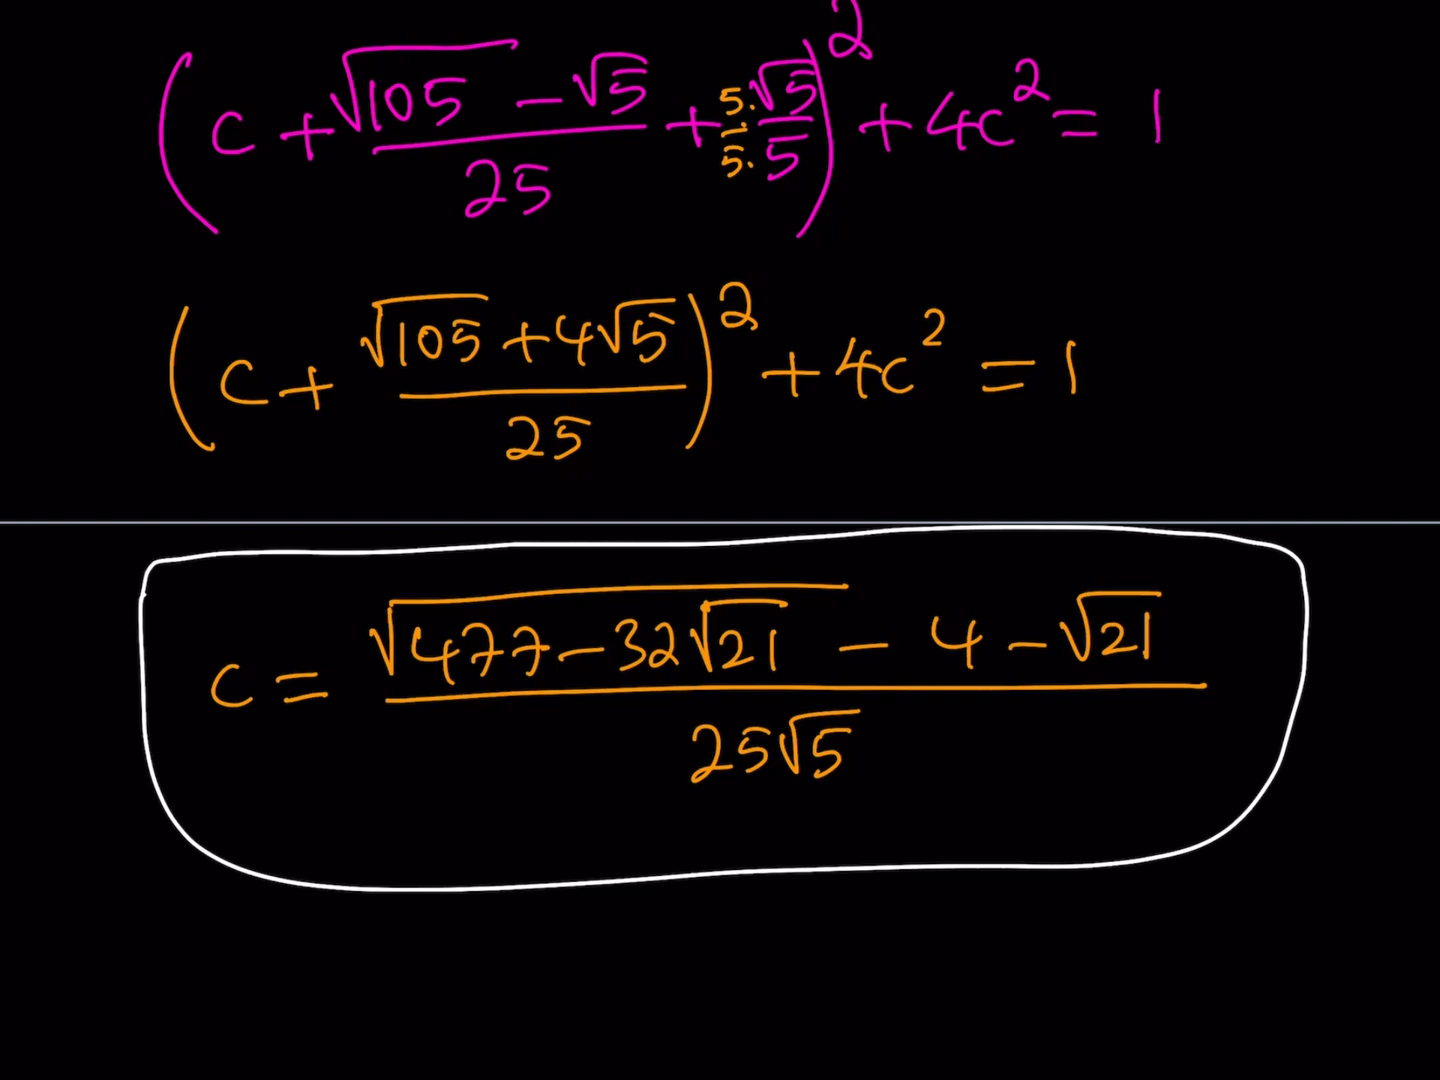 (c + (√105 − √5)/25 + 5·√5/5·5)² + 4c² = 1
(c + (√105 + 4√5)/25)² + 4c² = 1
c = (√(477 − 32√21) − 4 − √21)/(25√5)